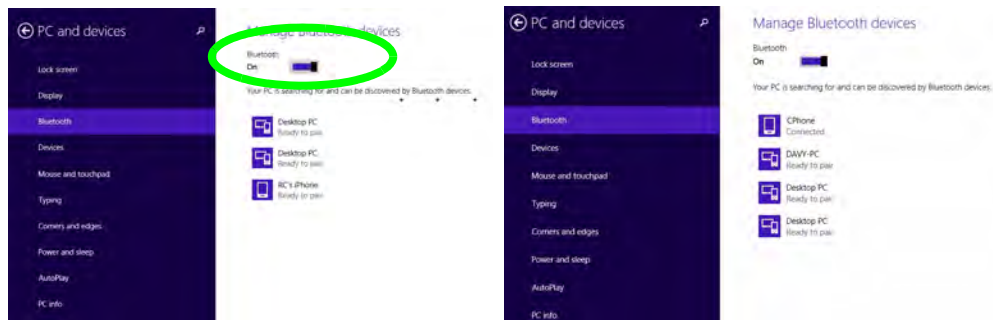 PC and devices
Lock screen
Display
Bluetooth
Devices
Mouse and touchpad
Typing
Corners and edges
Power and sleep
AutoPlay
PC info
Manage Bluetooth devices
Bluetooth
On
Your PC is searching for and can be discovered by Bluetooth devices.
Desktop PC
Ready to pair
Desktop PC
Ready to pair
RC's iPhone
Ready to pair
PC and devices
Lock screen
Display
Bluetooth
Devices
Mouse and touchpad
Typing
Corners and edges
Power and sleep
AutoPlay
PC info
Manage Bluetooth devices
Bluetooth
On
Your PC is searching for and can be discovered by Bluetooth devices.
CPhone
Connected
DAVY-PC
Ready to pair
Desktop PC
Ready to pair
Desktop PC
Ready to pair